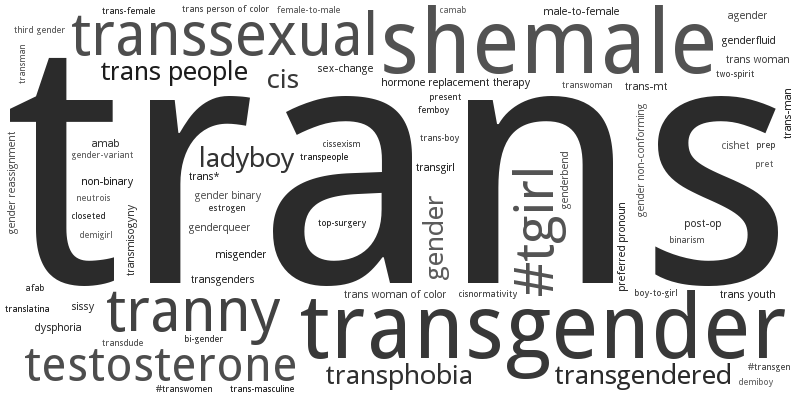 trans-female
trans person of color
female-to-male
camab
male-to-female
agender
third gender
transsexual
shemale
genderfluid
transman
trans people
cis
sex-change
trans woman
two-spirit
hormone replacement therapy
transwoman
trans-mt
trans
present
femboy
trans-man
gender reassignment
amab
gender-variant
cissexism
trans-boy
gender non-conforming
cishet
prep
ladyboy
transpeople
genderbend
pret
trans*
transgirl
non-binary
neutrois
gender binary
estrogen
#tgirl
closeted
transmisogyny
genderqueer
top-surgery
gender
preferred pronoun
post-op
demigirl
binarism
misgender
transgenders
afab
trans woman of color
cisnormativity
boy-to-girl
trans youth
translatina
sissy
tranny
transgender
dysphoria
transdude
bi-gender
testosterone
transphobia
transgendered
#transgen
demiboy
#transwomen
trans-masculine